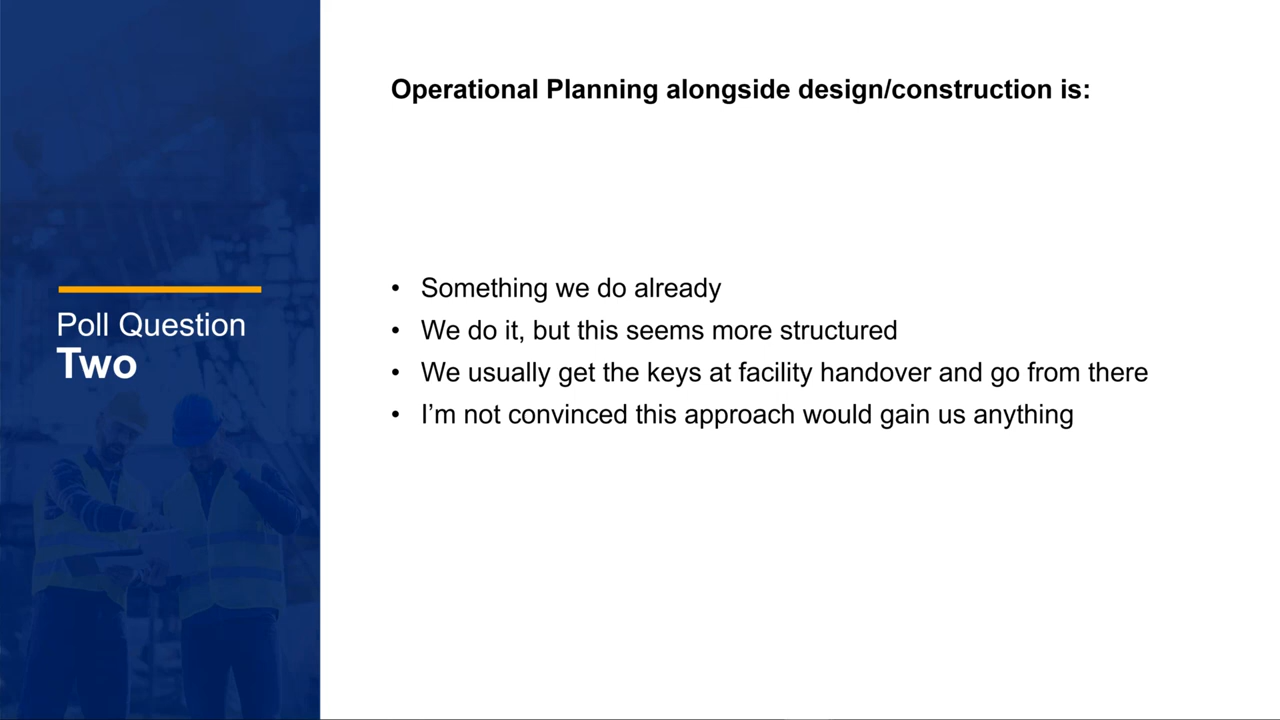 Poll Question
Two
Operational Planning alongside design/construction is:
• Something we do already
• We do it, but this seems more structured
• We usually get the keys at facility handover and go from there
• I’m not convinced this approach would gain us anything